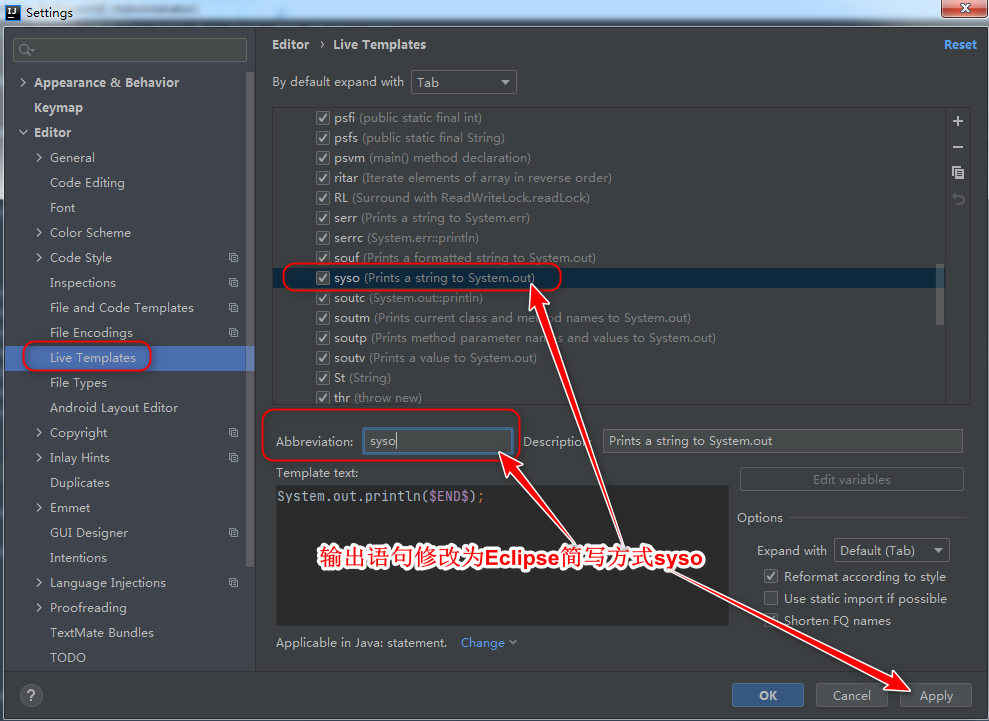 IJ Settings
Editor › Live Templates
Reset
By default expand with Tab
Appearance & Behavior
Keymap
Editor
General
Code Editing
Font
Color Scheme
Code Style
Inspections
File and Code Templates
File Encodings
Live Templates
File Types
Android Layout Editor
Copyright
Inlay Hints
Duplicates
Emmet
GUI Designer
Intentions
Language Injections
Proofreading
TextMate Bundles
TODO
psfi (public static final int)
psfs (public static final String)
psvm (main() method declaration)
ritar (Iterate elements of array in reverse order)
RL (Surround with ReadWriteLock.readLock)
serr (Prints a string to System.err)
serrc (System.err::println)
souf (Prints a formatted string to System.out)
syso (Prints a string to System.out)
soutc (System.out::println)
soutm (Prints current class and method names to System.out)
soutp (Prints method parameter names and values to System.out)
soutv (Prints a value to System.out)
St (String)
thr (throw new)
Abbreviation: syso Description: Prints a string to System.out
Template text:
System.out.println($END$);
Edit variables
Options
Expand with Default (Tab)
Reformat according to style
Use static import if possible
Shorten FQ names
输出语句修改为Eclipse简写方式syso
Applicable in Java: statement. Change
?
OK Cancel Apply